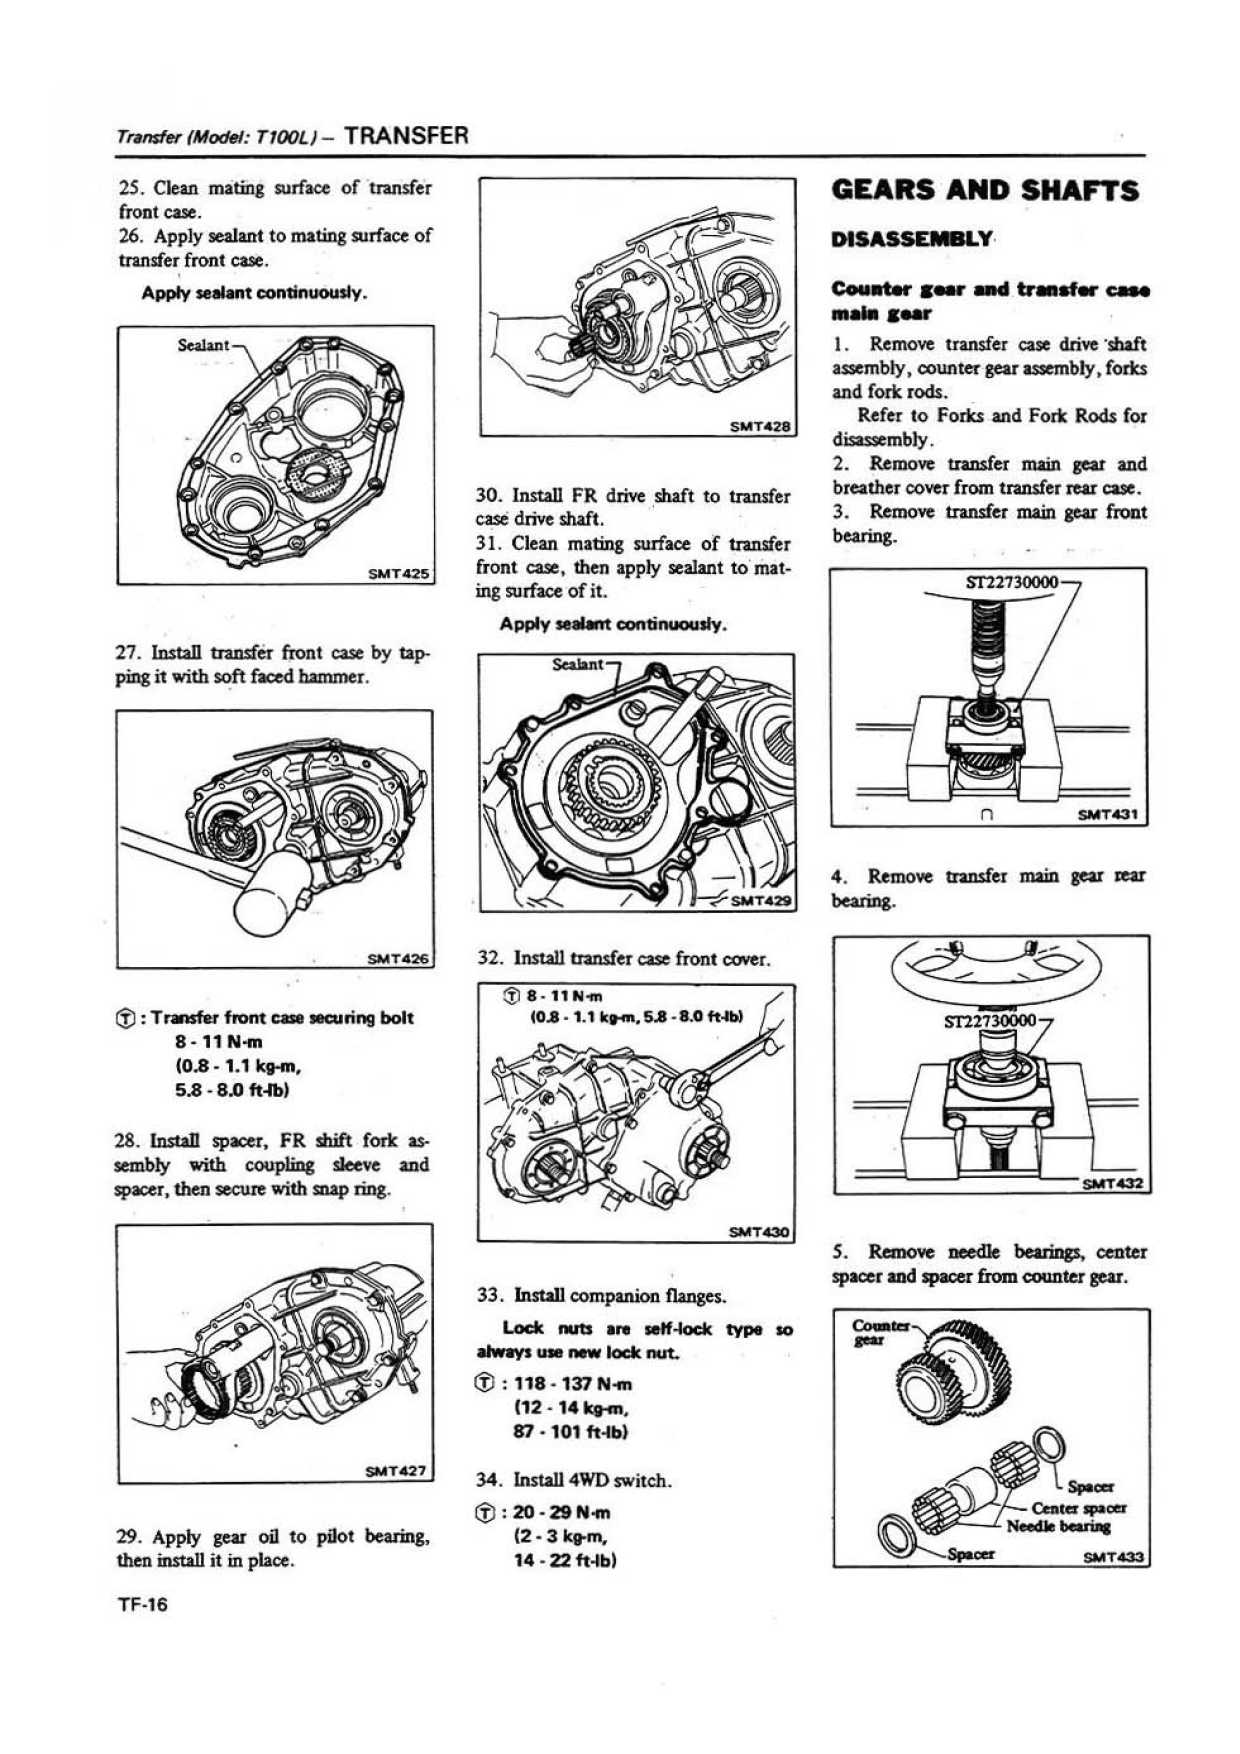 Transfer (Model: T100L) – TRANSFER
25. Clean mating surface of transfer
front case.
26. Apply sealant to mating surface of
transfer front case.
Apply sealant continuously.
Sealant
SMT425
27. Install transfer front case by tap-
ping it with soft faced hammer.
SMT426
Ⓣ : Transfer front case securing bolt
8 - 11 N·m
(0.8 - 1.1 kg-m,
5.8 - 8.0 ft-lb)
28. Install spacer, FR shift fork as-
sembly with coupling sleeve and
spacer, then secure with snap ring.
SMT427
29. Apply gear oil to pilot bearing,
then install it in place.
TF-16
SMT428
30. Install FR drive shaft to transfer
case drive shaft.
31. Clean mating surface of transfer
front case, then apply sealant to mat-
ing surface of it.
Apply sealant continuously.
Sealant
SMT429
32. Install transfer case front cover.
Ⓣ 8 - 11 N·m
(0.8 - 1.1 kg-m, 5.8 - 8.0 ft-lb)
SMT430
33. Install companion flanges.
Lock nuts are self-lock type so
always use new lock nut.
Ⓣ : 118 - 137 N·m
(12 - 14 kg-m,
87 - 101 ft-lb)
34. Install 4WD switch.
Ⓣ : 20 - 29 N·m
(2 - 3 kg-m,
14 - 22 ft-lb)
GEARS AND SHAFTS
DISASSEMBLY
Counter gear and transfer case
main gear
1. Remove transfer case drive shaft
assembly, counter gear assembly, forks
and fork rods.
Refer to Forks and Fork Rods for
disassembly.
2. Remove transfer main gear and
breather cover from transfer rear case.
3. Remove transfer main gear front
bearing.
ST22730000
SMT431
4. Remove transfer main gear rear
bearing.
ST22730000
SMT432
5. Remove needle bearings, center
spacer and spacer from counter gear.
Counter
gear
Spacer
Center spacer
Needle bearing
Spacer
SMT433